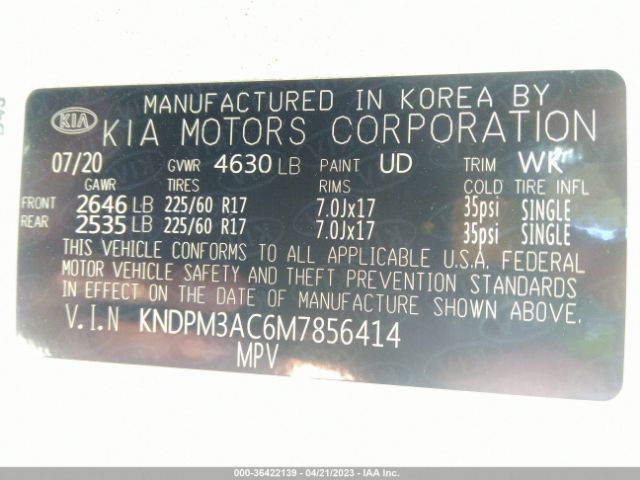 MANUFACTURED IN KOREA BY
KIA KIA MOTORS CORPORATION
07/20 GVWR 4630 LB PAINT UD TRIM WK
GAWR TIRES RIMS COLD TIRE INFL
FRONT 2646 LB 225/60 R17 7.0Jx17 35psi SINGLE
REAR 2535 LB 225/60 R17 7.0Jx17 35psi SINGLE
THIS VEHICLE CONFORMS TO ALL APPLICABLE U.S.A. FEDERAL
MOTOR VEHICLE SAFETY AND THEFT PREVENTION STANDARDS
IN EFFECT ON THE DATE OF MANUFACTURE SHOWN ABOVE.
V.I.N KNDPM3AC6M7856414
MPV
000-36422139 - 04/21/2023 - IAA Inc.